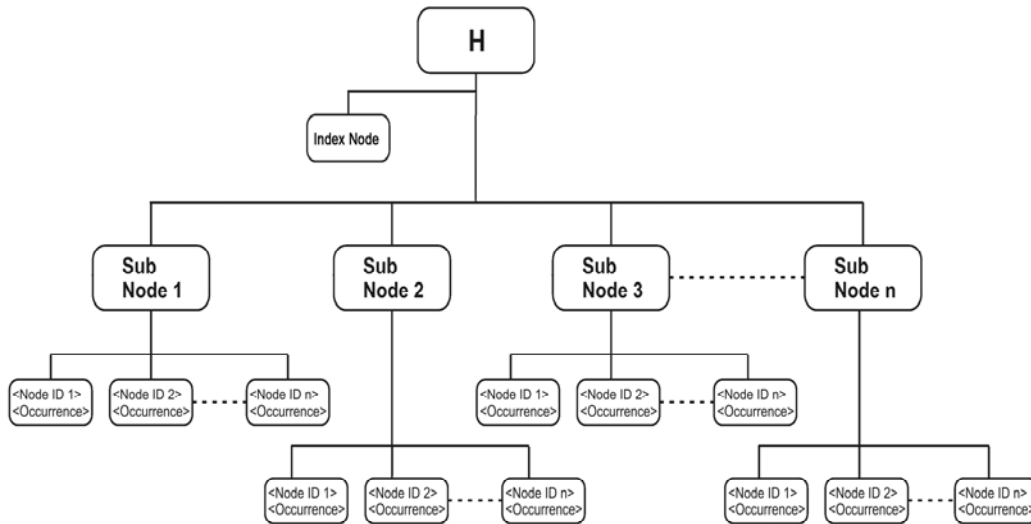 H
Index Node
Sub
Node 1
Sub
Node 2
Sub
Node 3
Sub
Node n
<Node ID 1>
<Occurrence>
<Node ID 2>
<Occurrence>
<Node ID n>
<Occurrence>
<Node ID 1>
<Occurrence>
<Node ID 2>
<Occurrence>
<Node ID n>
<Occurrence>
<Node ID 1>
<Occurrence>
<Node ID 2>
<Occurrence>
<Node ID n>
<Occurrence>
<Node ID 1>
<Occurrence>
<Node ID 2>
<Occurrence>
<Node ID n>
<Occurrence>